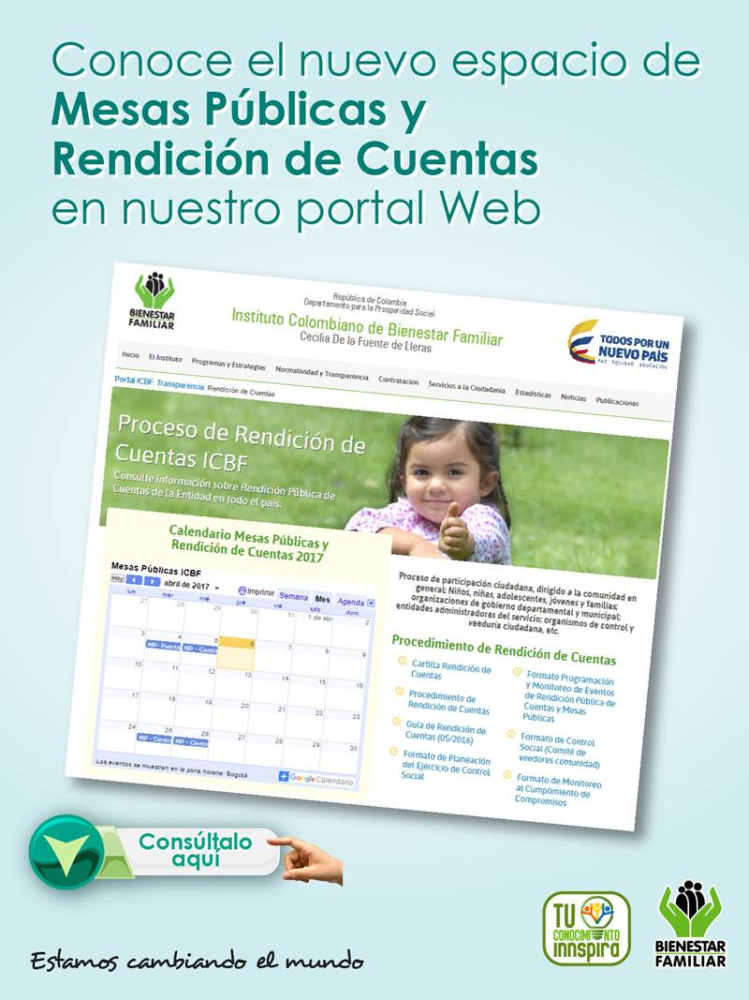 Conoce el nuevo espacio de
Mesas Públicas y
Rendición de Cuentas
en nuestro portal Web
BIENESTAR
FAMILIAR
República de Colombia
Departamento para la Prosperidad Social
Instituto Colombiano de Bienestar Familiar
Cecilia De la Fuente de Lleras
TODOS POR UN
NUEVO PAÍS
PAZ EQUIDAD EDUCACIÓN
Inicio El Instituto Programas y Estrategias Normatividad y Transparencia Contratación Servicios a la Ciudadanía Estadísticas Noticias Publicaciones
Portal ICBF: Transparencia: Rendición de Cuentas
Proceso de Rendición de
Cuentas ICBF
Consulte información sobre Rendición Pública de
Cuentas de la Entidad en todo el país.
Calendario Mesas Públicas y
Rendición de Cuentas 2017
Mesas Públicas ICBF
Hoy abril de 2017 Imprimir Semana Mes Agenda
lun mar mié jue vie sáb dom
27 28 29 30 31 1 de abr 2
3 4 5 6 7 8 9
MP- Puerto MP - Centr
10 11 12 13 14 15 16
17 18 19 20 21 22 23
24 25 26 27 28 29 30
MP - Centr MP - Centr
Los eventos se muestran en la zona horaria: Bogotá
Google Calendario
Proceso de participación ciudadana, dirigido a la comunidad en
general: Niños, niñas, adolescentes, jóvenes y familias;
organizaciones de gobierno departamental y municipal;
entidades administradoras del servicio; organismos de control y
veeduría ciudadana, etc.
Procedimiento de Rendición de Cuentas
Cartilla Rendición de
Cuentas
Procedimiento de
Rendición de Cuentas
Guía de Rendición de
Cuentas (05/2016)
Formato de Planeación
del Ejercicio de Control
Social
Formato Programación
y Monitoreo de Eventos
de Rendición Pública de
Cuentas y Mesas
Públicas
Formato de Control
Social (Comité de
veedores comunidad)
Formato de Monitoreo
al Cumplimiento de
Compromisos
Consúltalo
aquí
Estamos cambiando el mundo
TU
CONOCIMIENTO
innspira
BIENESTAR
FAMILIAR